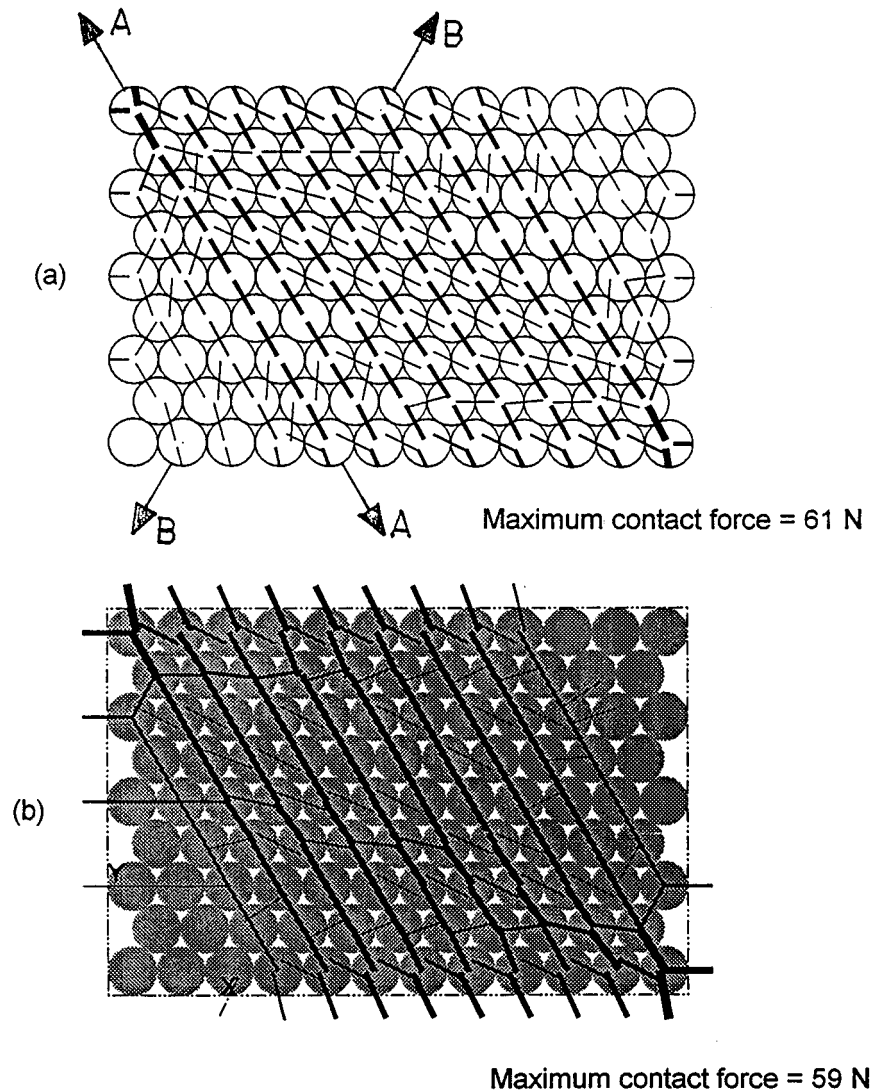 A
B
(a)
B
A
Maximum contact force = 61 N
(b)
Maximum contact force = 59 N